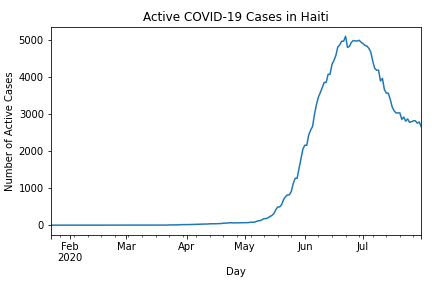 Active COVID-19 Cases in Haiti
Number of Active Cases
5000
4000
3000
2000
1000
0
Feb Mar Apr May Jun Jul
2020
Day